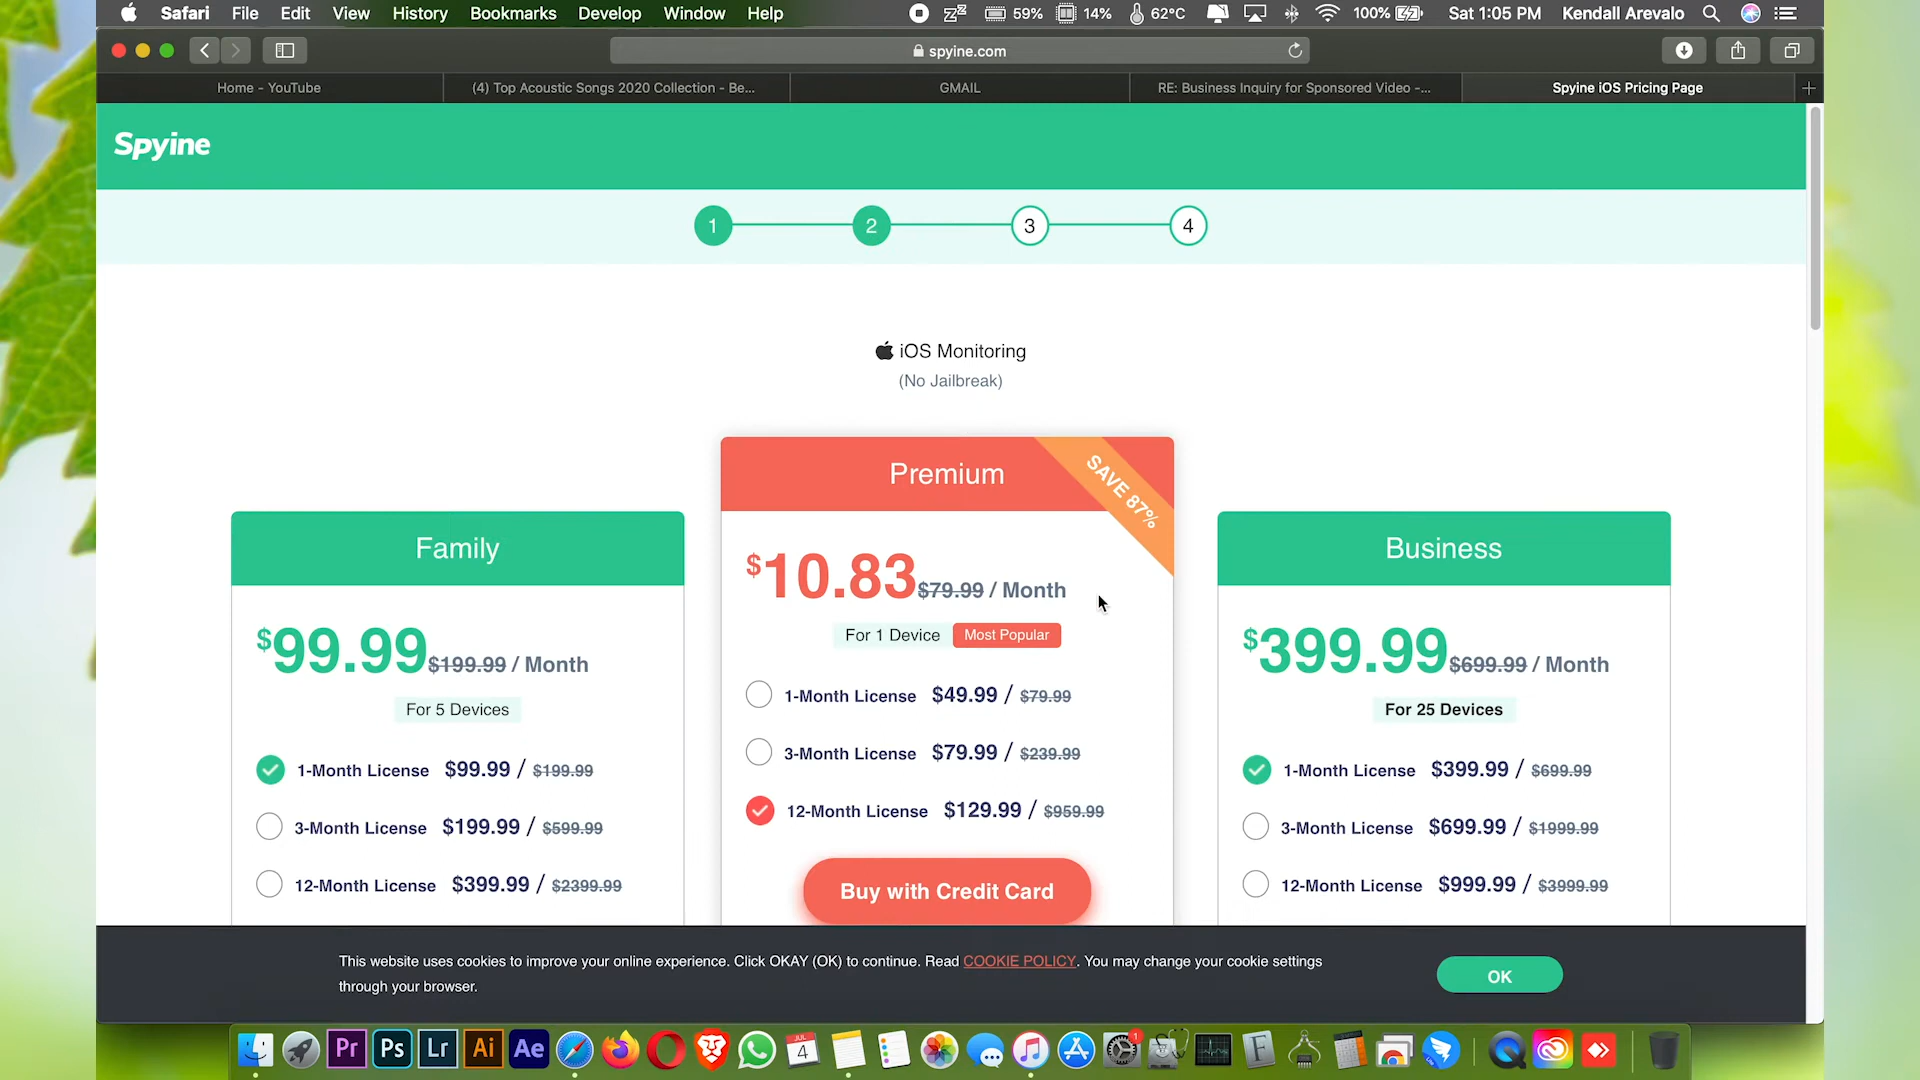 Safari File Edit View History Bookmarks Develop Window Help 59% 14% 62°C 100% Sat 1:05 PM Kendall Arevalo
spyine.com
Home - YouTube
(4) Top Acoustic Songs 2020 Collection - Be...
GMAIL
RE: Business Inquiry for Sponsored Video -...
Spyine iOS Pricing Page
Spyine
1 2 3 4
iOS Monitoring
(No Jailbreak)
Family
$99.99 $199.99 / Month
For 5 Devices
1-Month License $99.99 / $199.99
3-Month License $199.99 / $599.99
12-Month License $399.99 / $2399.99
Premium
SAVE 87%
$10.83 $79.99 / Month
For 1 Device Most Popular
1-Month License $49.99 / $79.99
3-Month License $79.99 / $239.99
12-Month License $129.99 / $959.99
Buy with Credit Card
Business
$399.99 $699.99 / Month
For 25 Devices
1-Month License $399.99 / $699.99
3-Month License $699.99 / $1999.99
12-Month License $999.99 / $3999.99
This website uses cookies to improve your online experience. Click OKAY (OK) to continue. Read COOKIE POLICY. You may change your cookie settings
through your browser.
OK
Pr Ps Lr Ai Ae JUL 4 1 F